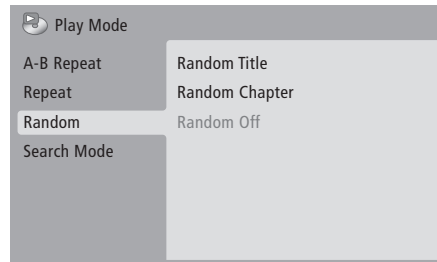 Play Mode
A-B Repeat
Repeat
Random
Search Mode
Random Title
Random Chapter
Random Off